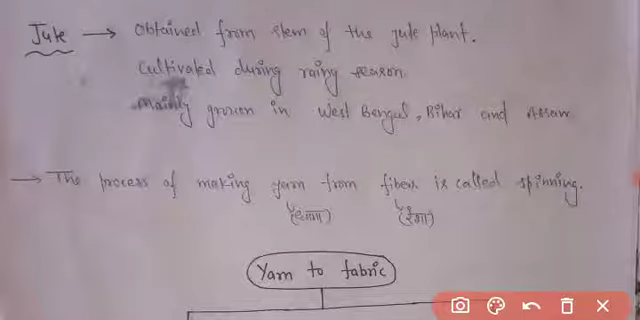 Jute → Obtained from stem of the jute plant.
Cultivated during rainy season.
Mainly grown in West Bengal, Bihar and Assam
→ The process of making yarn from fibers is called spinning.
(धागा) (रेशा)
Yarn to fabric